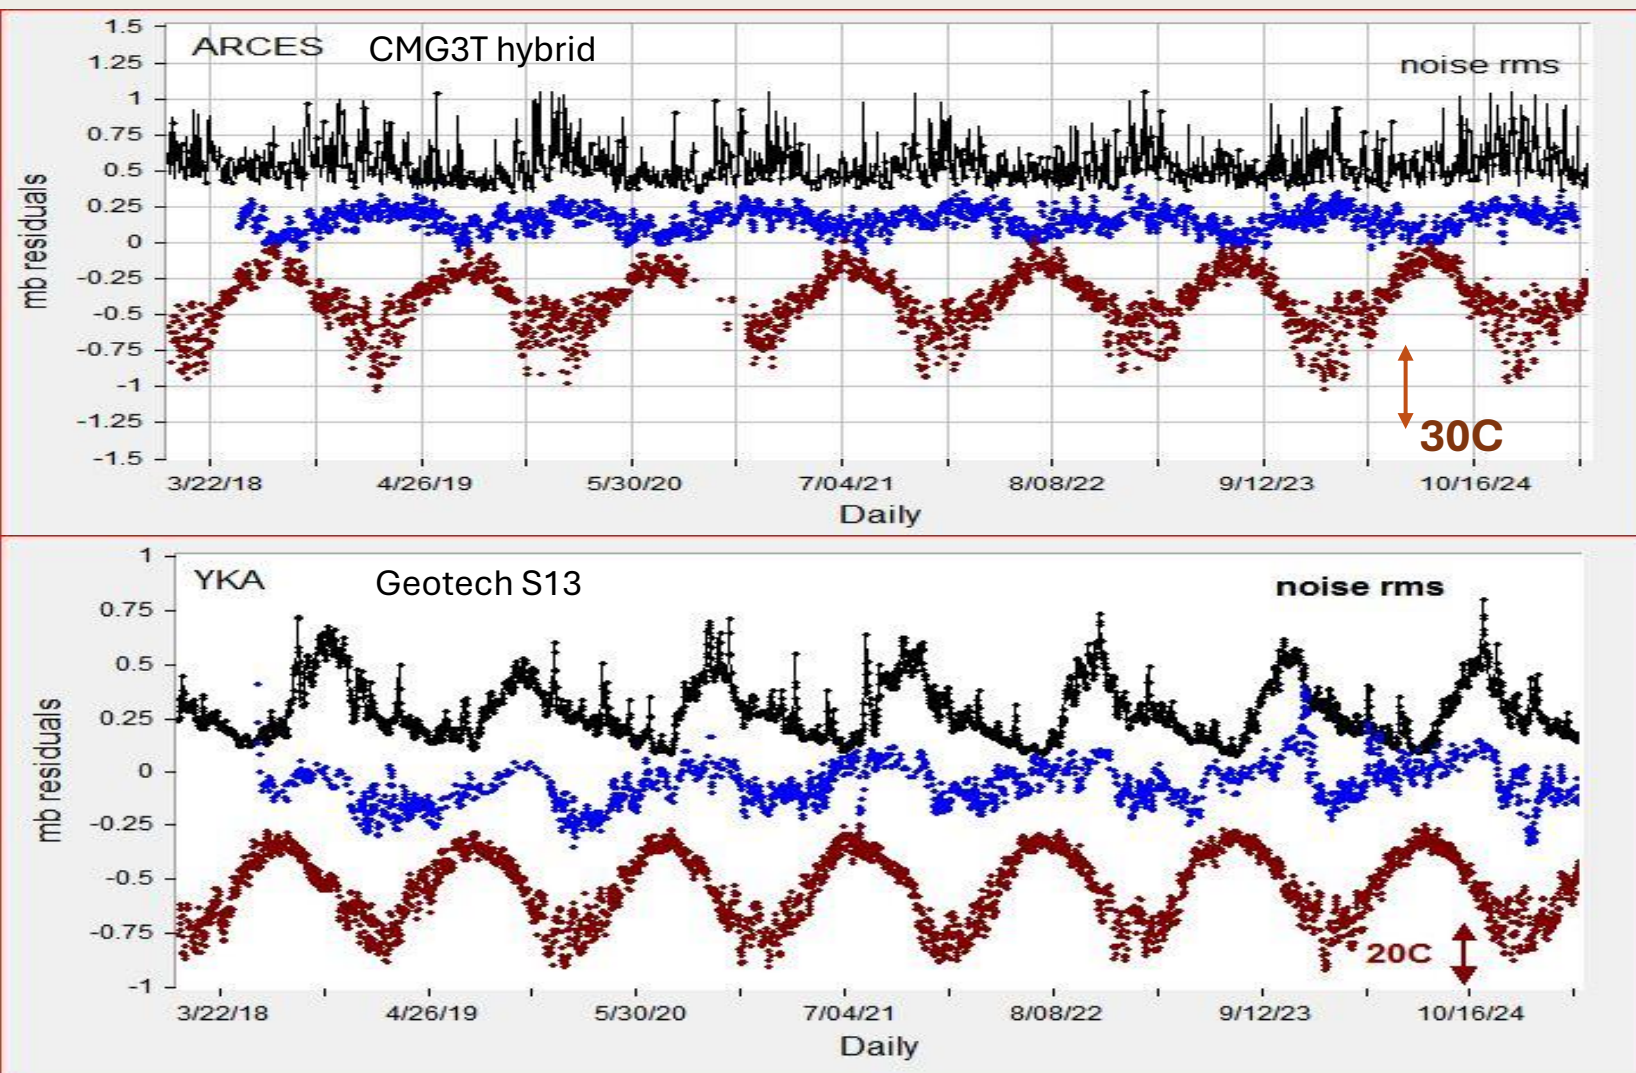 ARCES CMG3T hybrid
noise rms
1.5
1.25
1
0.75
0.5
0.25
0
-0.25
-0.5
-0.75
-1
-1.25
-1.5
mb residuals
30C
3/22/18 4/26/19 5/30/20 7/04/21 8/08/22 9/12/23 10/16/24
Daily
YKA Geotech S13
noise rms
1
0.75
0.5
0.25
0
-0.25
-0.5
-0.75
-1
mb residuals
20C
3/22/18 4/26/19 5/30/20 7/04/21 8/08/22 9/12/23 10/16/24
Daily